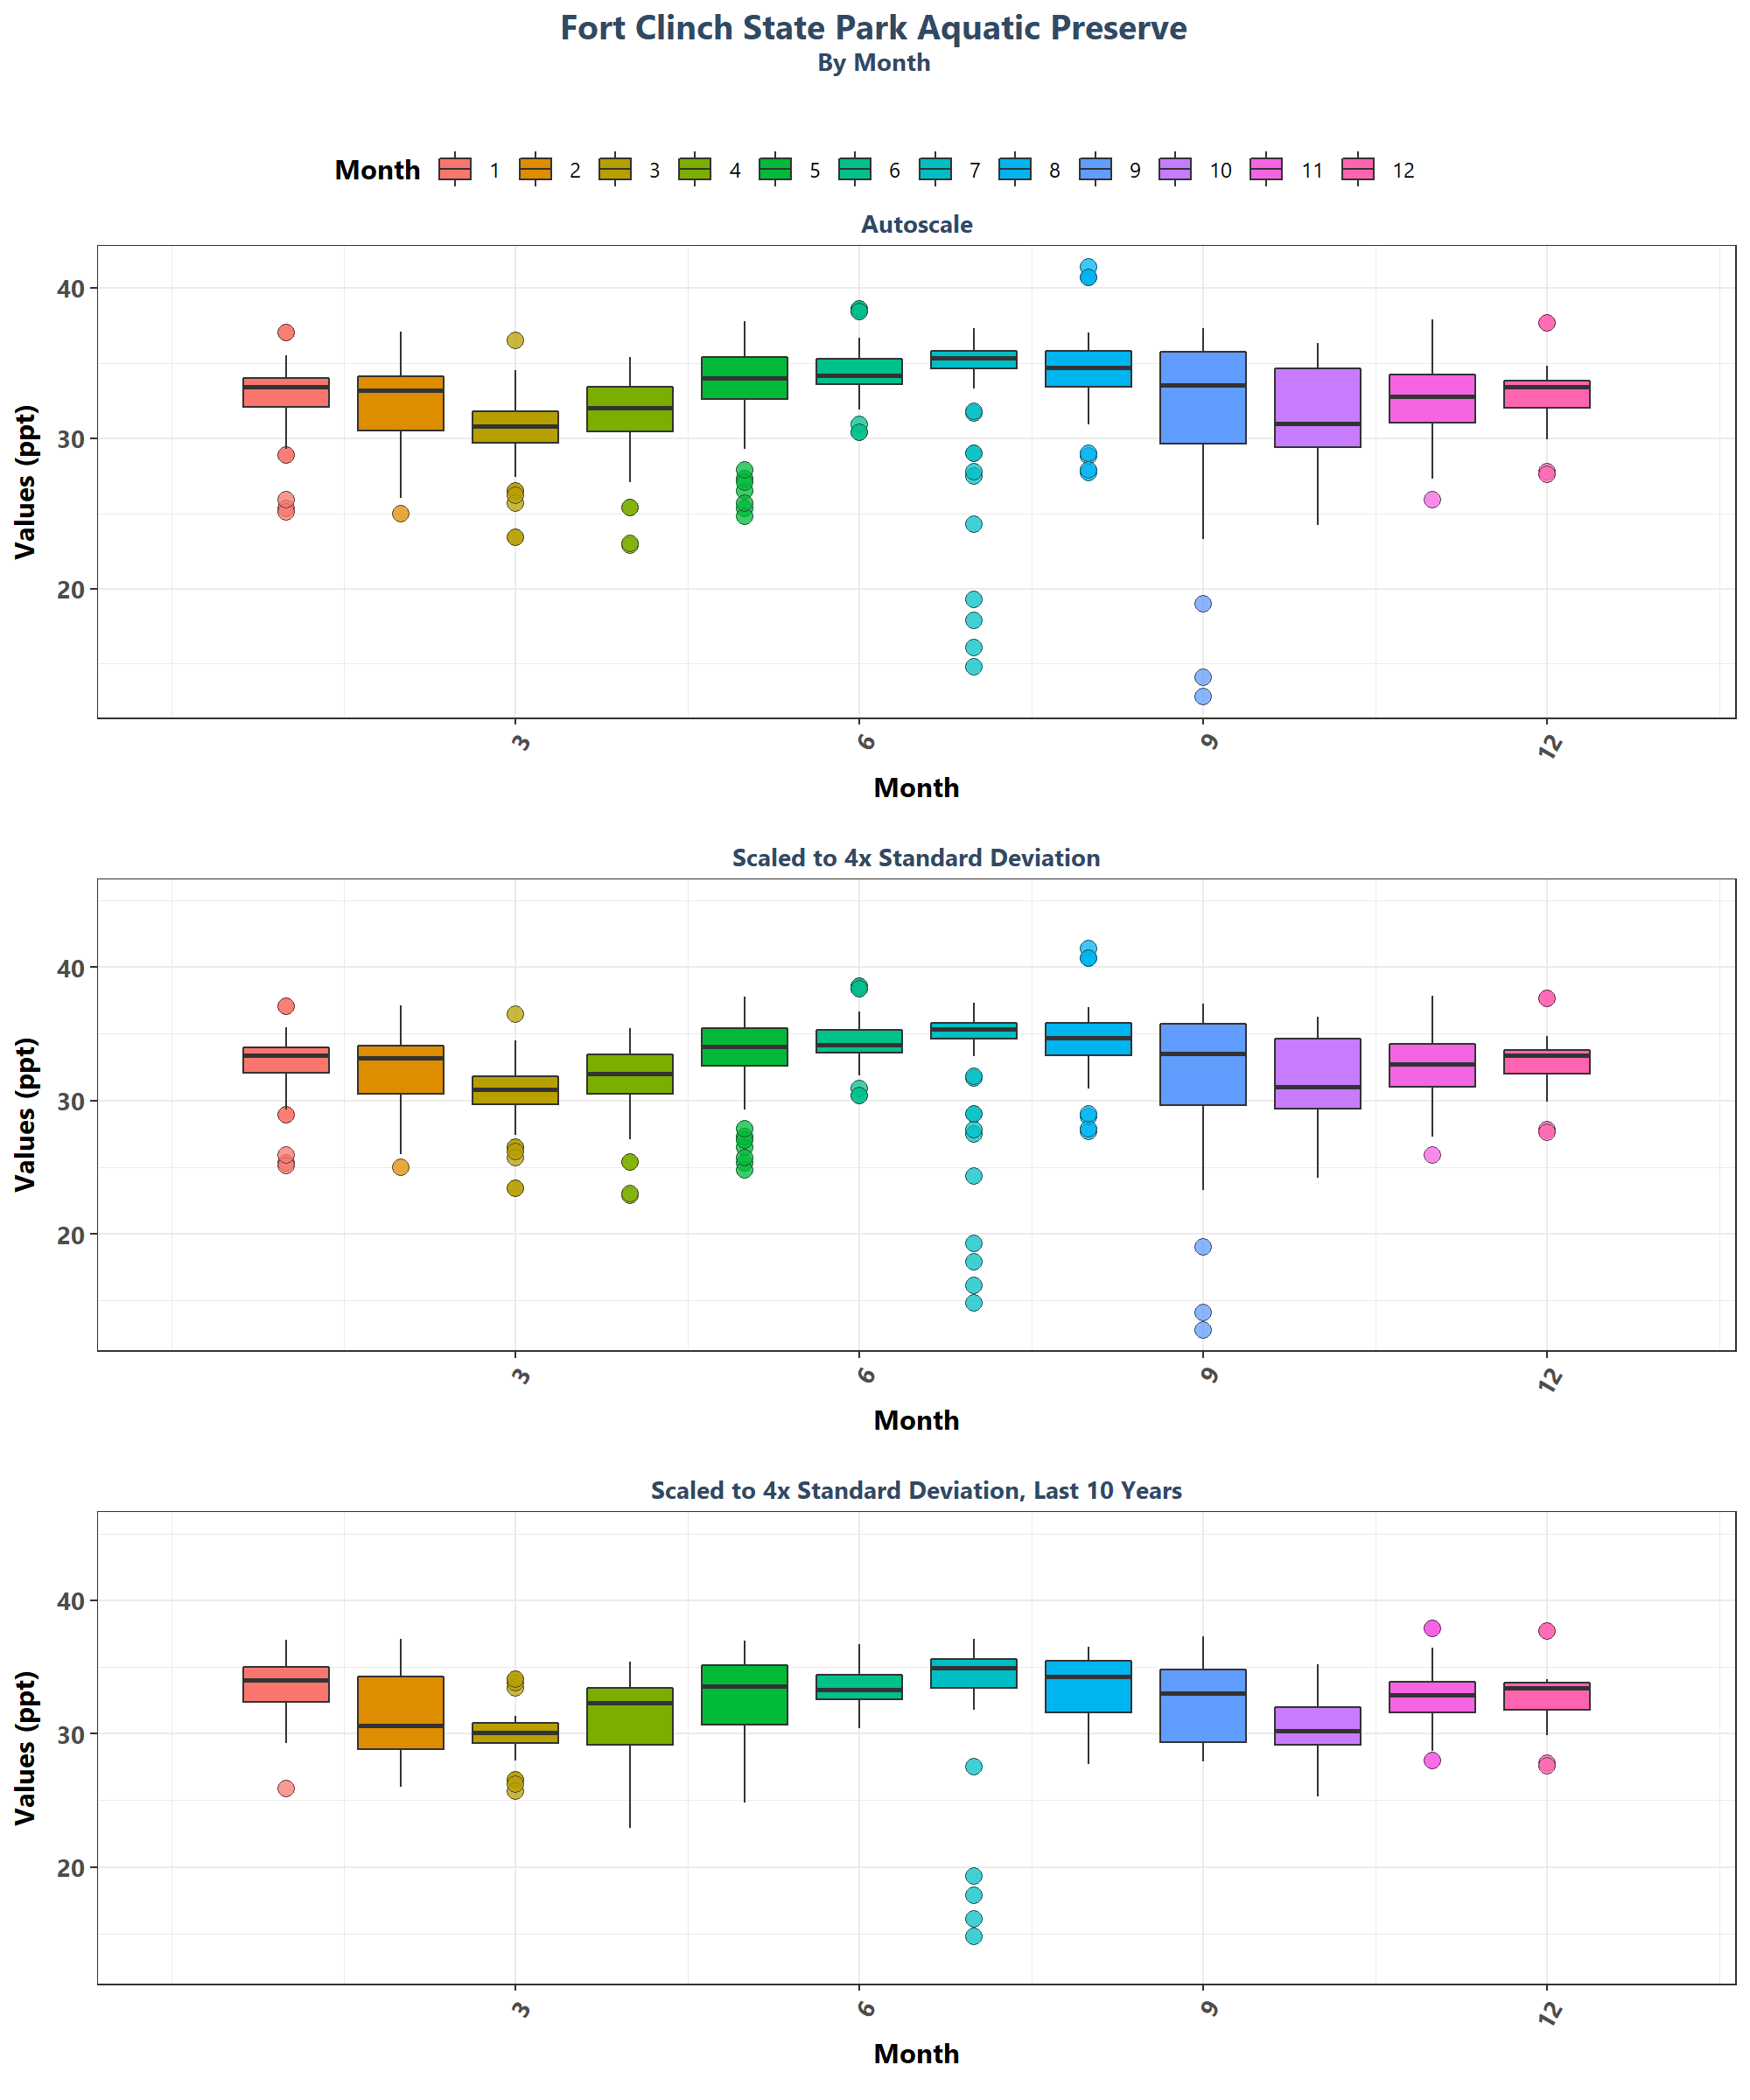 Fort Clinch State Park Aquatic Preserve
By Month
Month 1 2 3 4 5 6 7 8 9 10 11 12
Autoscale
Values (ppt)
40
30
20
3 6 9 12
Month
Scaled to 4x Standard Deviation
Values (ppt)
40
30
20
3 6 9 12
Month
Scaled to 4x Standard Deviation, Last 10 Years
Values (ppt)
40
30
20
3 6 9 12
Month